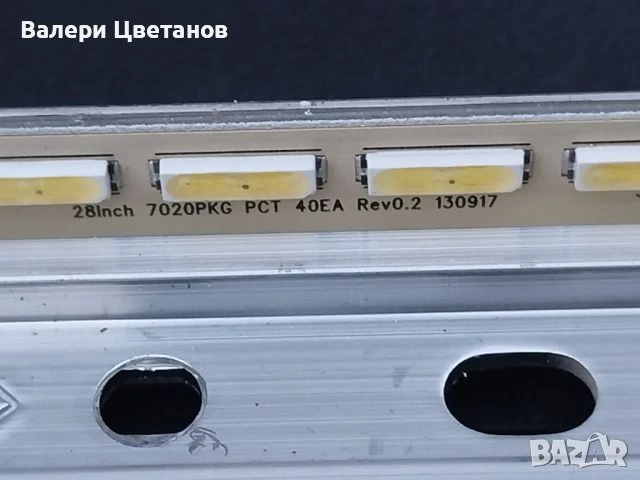 Валери Цветанов
28Inch 7020PKG PCT 40EA Rev0.2 130917
BAZAR